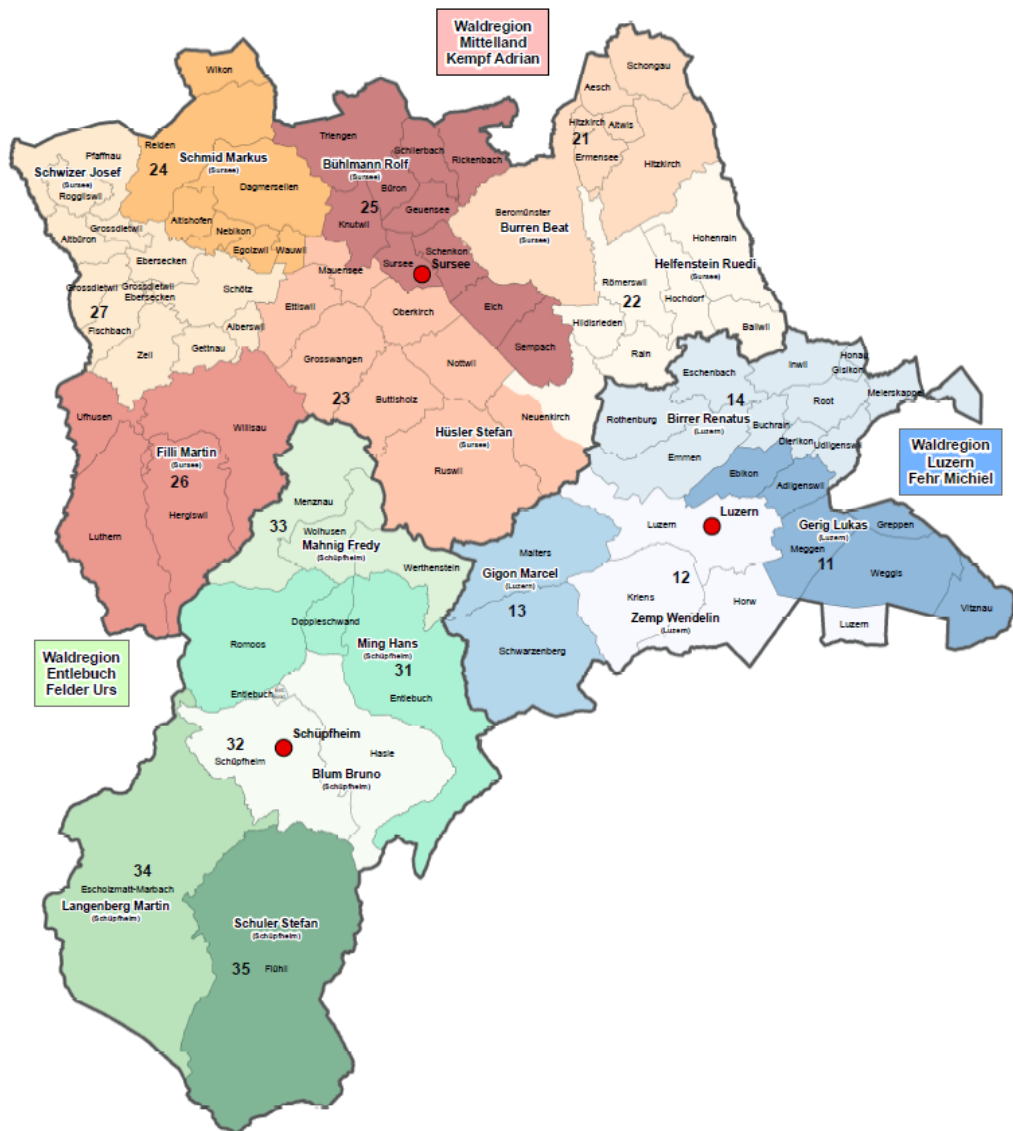 Waldregion
Mittelland
Kempf Adrian
Schongau
Aesch
Wikon
Hitzkirch
Altwis
21
Ermensee
Hitzkirch
Triengen
Schlierbach
Rickenbach
Pfaffnau
Reiden
24
Schmid Markus
(Sursee)
Bühlmann Rolf
(Sursee)
Schwizer Josef
(Sursee)
Roggliswil
Dagmersellen
Büron
25
Geuensee
Knutwil
Beromünster
Burren Beat
(Sursee)
Altishofen
Nebikon
Egolzwil
Wauwil
Grossdietwil
Altbüron
Ebersecken
Schenkon
Sursee
Sursee
Mauensee
Hohenrain
Helfenstein Ruedi
(Sursee)
Römerswil
22
Hochdorf
Hildisrieden
Ballwil
Rain
Grossdietwil
Grossdietwil
Ebersecken
27
Fischbach
Schötz
Ettiswil
Alberswil
Gettnau
Zell
Oberkirch
Eich
Sempach
Grosswangen
Nottwil
23
Buttisholz
Neuenkirch
Hüsler Stefan
(Sursee)
Ruswil
Eschenbach
Inwil
Honau
Gisikon
Meierskappel
14
Root
Rothenburg
Birrer Renatus
(Luzern)
Buchrain
Dierikon
Udligenswil
Emmen
Ebikon
Adligenswil
Waldregion
Luzern
Fehr Michiel
Ufhusen
Willisau
Filli Martin
(Sursee)
26
Hergiswil
Luthern
Menznau
33
Wolhusen
Mahnig Fredy
(Schüpfheim)
Werthenstein
Malters
Gigon Marcel
(Luzern)
13
Schwarzenberg
Luzern
Luzern
12
Kriens
Horw
Zemp Wendelin
(Luzern)
Gerig Lukas
(Luzern)
Greppen
Meggen
11
Weggis
Vitznau
Luzern
Waldregion
Entlebuch
Felder Urs
Romoos
Doppleschwand
Ming Hans
(Schüpfheim)
31
Entlebuch
Entlebuch
Schüpfheim
32
Schüpfheim
Hasle
Blum Bruno
(Schüpfheim)
34
Escholzmatt-Marbach
Langenberg Martin
(Schüpfheim)
Schuler Stefan
(Schüpfheim)
35
Flühli